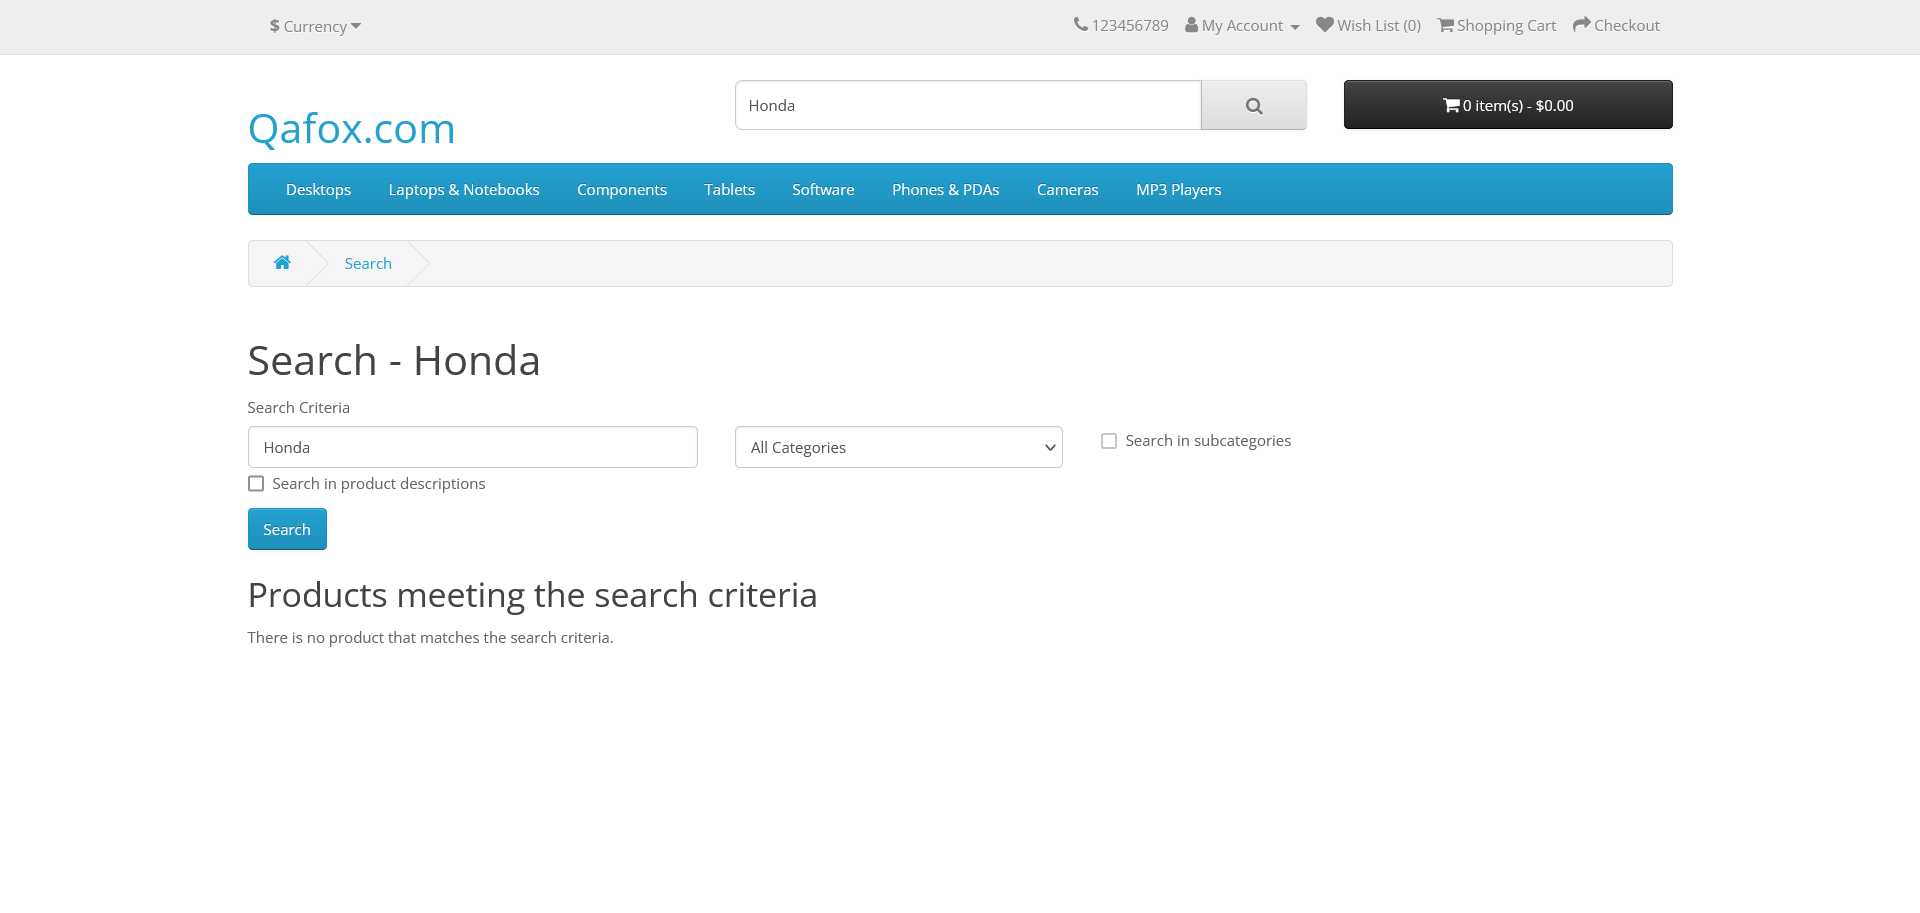 $ Currency
123456789 My Account Wish List (0) Shopping Cart Checkout
Qafox.com
Honda
0 item(s) - $0.00
Desktops Laptops & Notebooks Components Tablets Software Phones & PDAs Cameras MP3 Players
Search
Search - Honda
Search Criteria
Honda All Categories Search in subcategories
Search in product descriptions
Search
Products meeting the search criteria
There is no product that matches the search criteria.